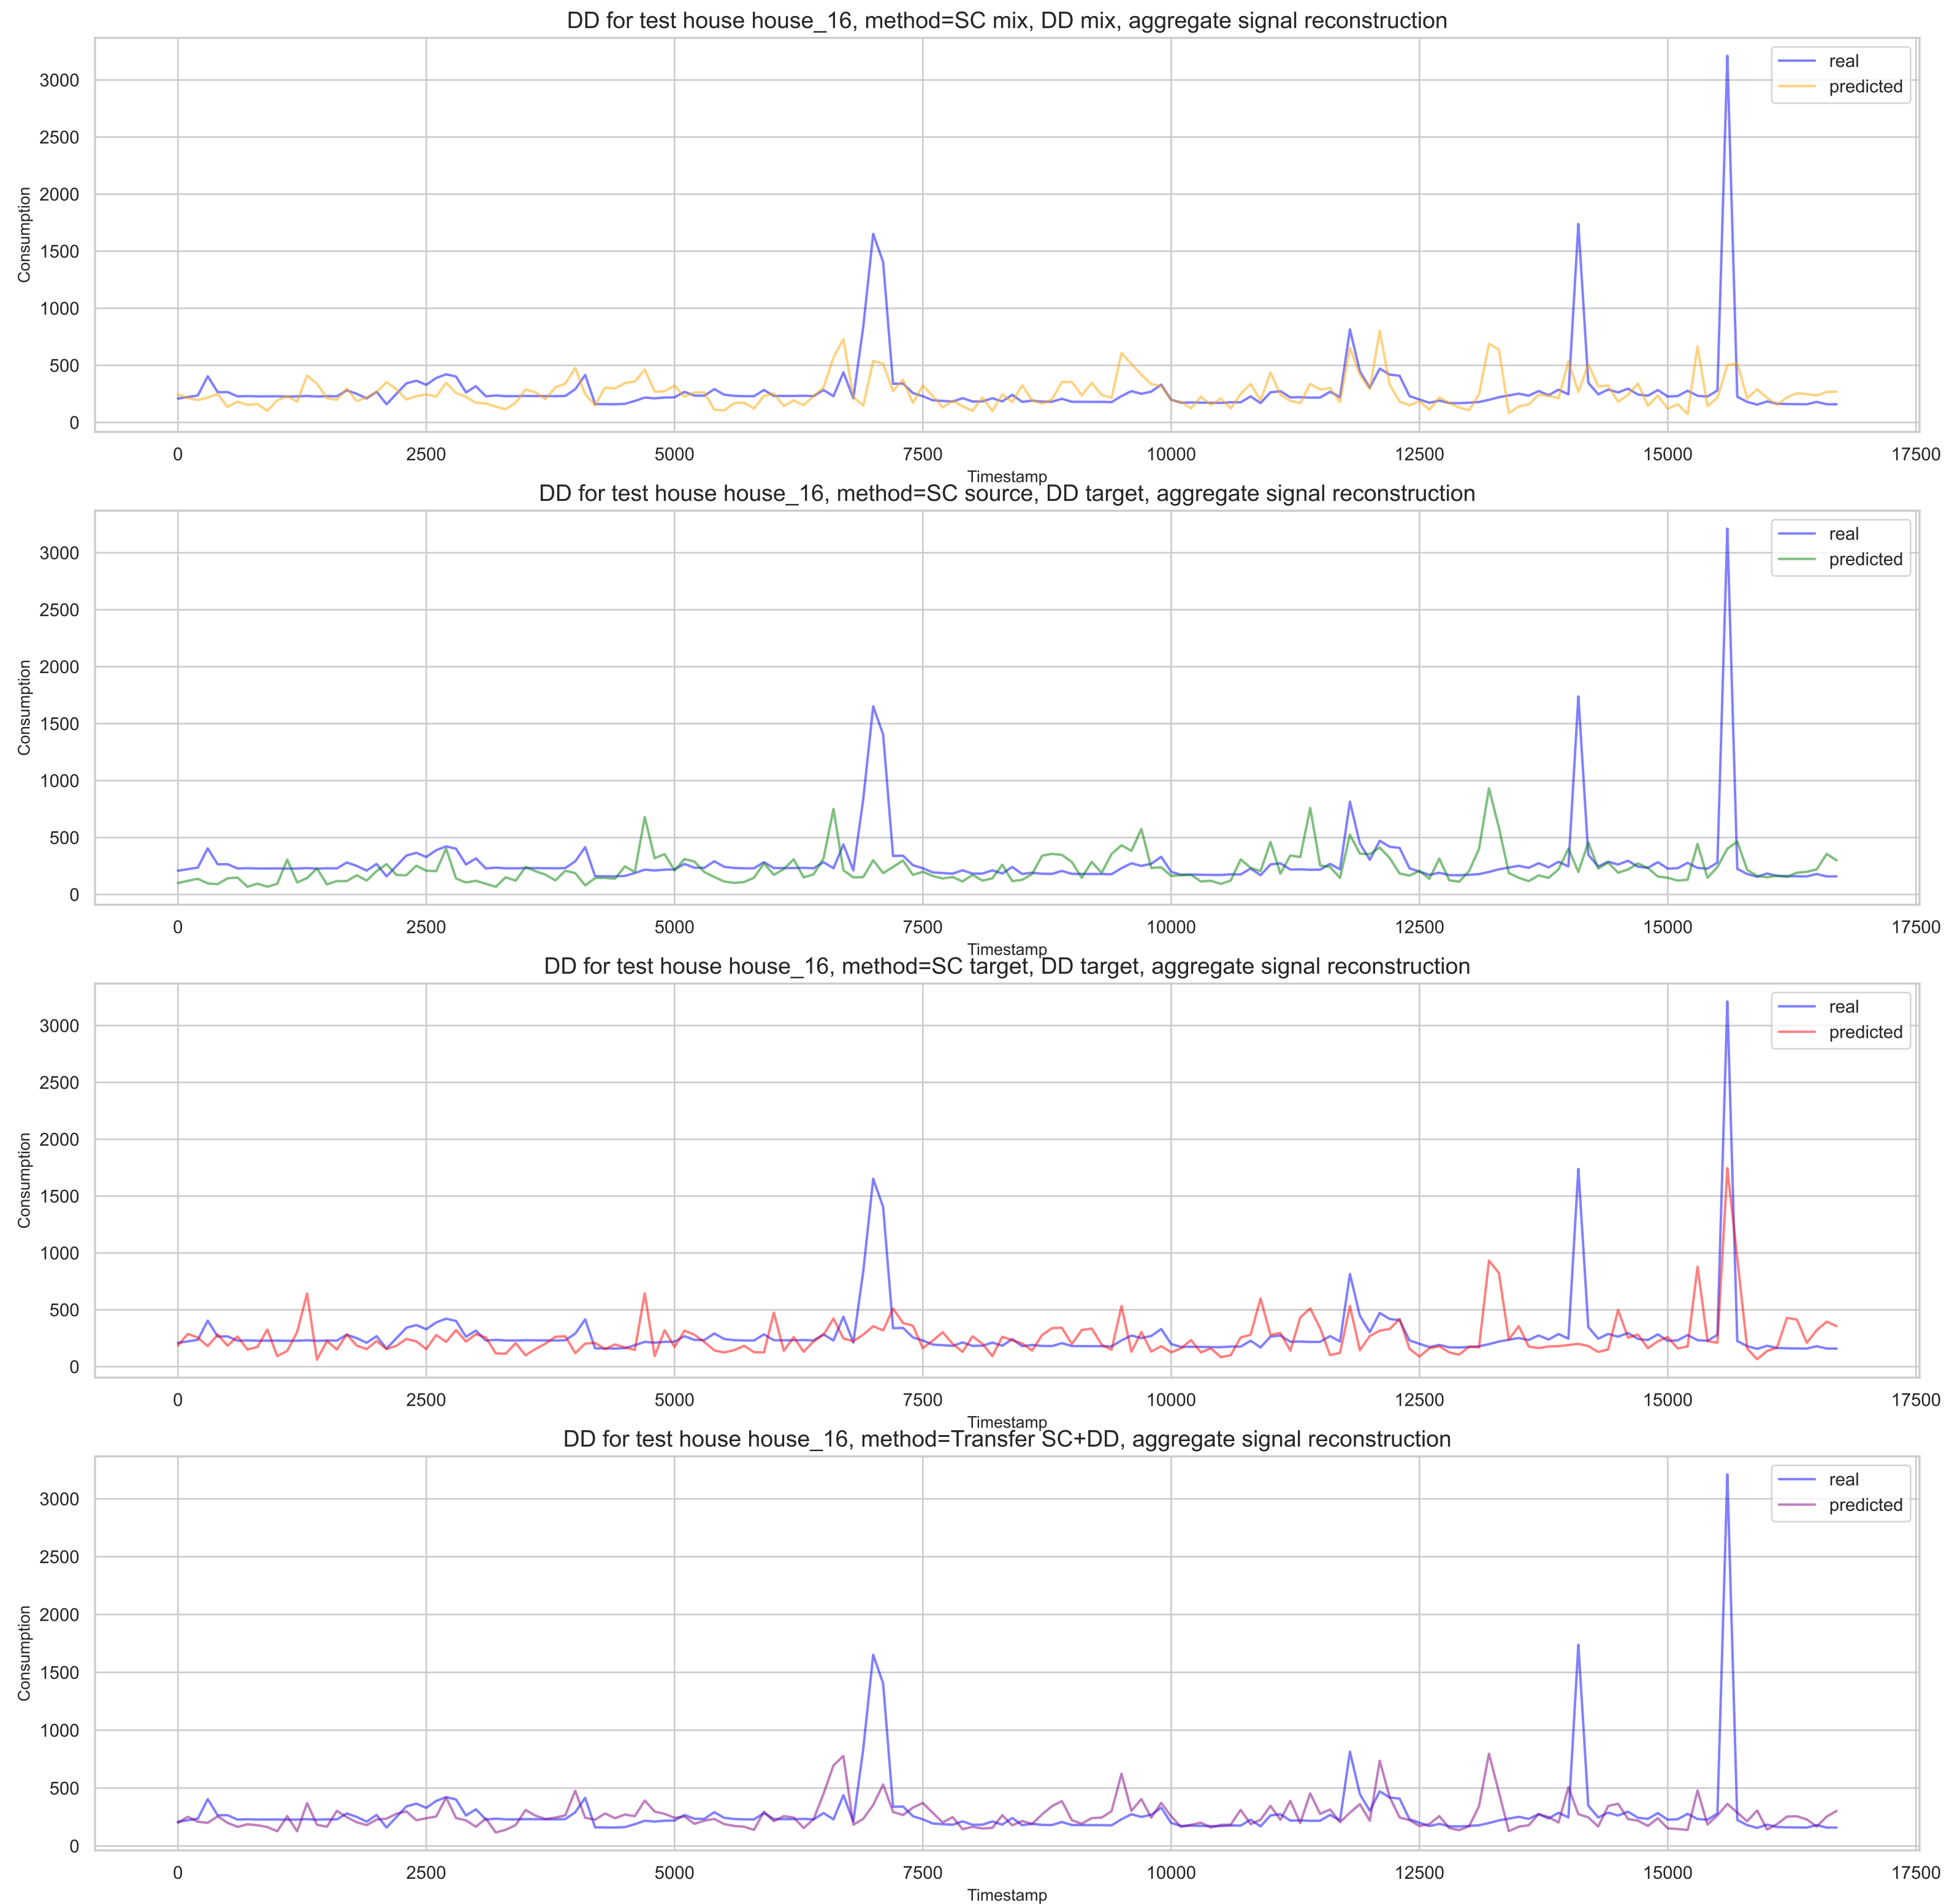 DD for test house house_16, method=SC mix, DD mix, aggregate signal reconstruction
real
predicted
3000
2500
2000
1500
1000
500
0
Consumption
0 2500 5000 7500 10000 12500 15000 17500
Timestamp
DD for test house house_16, method=SC source, DD target, aggregate signal reconstruction
real
predicted
3000
2500
2000
1500
1000
500
0
Consumption
0 2500 5000 7500 10000 12500 15000 17500
Timestamp
DD for test house house_16, method=SC target, DD target, aggregate signal reconstruction
real
predicted
3000
2500
2000
1500
1000
500
0
Consumption
0 2500 5000 7500 10000 12500 15000 17500
Timestamp
DD for test house house_16, method=Transfer SC+DD, aggregate signal reconstruction
real
predicted
3000
2500
2000
1500
1000
500
0
Consumption
0 2500 5000 7500 10000 12500 15000 17500
Timestamp